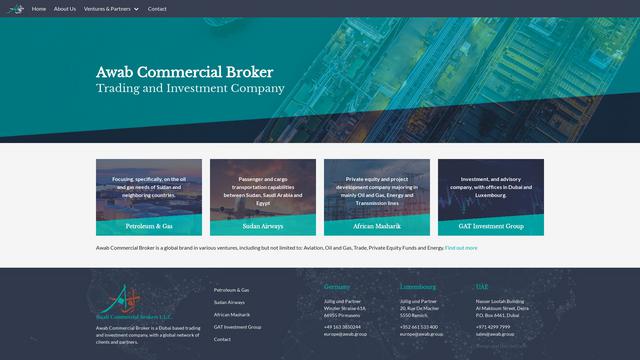 Home About Us Ventures & Partners Contact
Awab Commercial Broker
Trading and Investment Company
Focusing, specifically, on the oil
and gas needs of Sudan and
neighboring countries.
Petroleum & Gas
Passenger and cargo
transportation capabilities
between Sudan, Saudi Arabia and
Egypt
Sudan Airways
Private equity and project
development company majoring in
mainly Oil and Gas, Energy and
Transmission lines
African Masharik
Investment, and advisory
company, with offices in Dubai and
Luxembourg.
GAT Investment Group
Awab Commercial Broker is a global brand in various ventures, including but not limited to: Aviation, Oil and Gas, Trade, Private Equity Funds and Energy. Find out more
Awab Commercial Brokers L.L.C.
Awab Commercial Broker is a Dubai based trading
and investment company, with a global network of
clients and partners.
Petroleum & Gas
Sudan Airways
African Masharik
GAT Investment Group
Contact
Germany
Jüllig und Partner
Winzler Strasse 61A
66955 Pirmasens
+49 163 3850244
europe@awab.group
Luxembourg
Jüllig und Partner
20, Rue De Macher
5550 Remich,
+352 661 533 400
europe@awab.group
UAE
Nasser Lootah Building
Al Maktoum Street, Deira
P.O. Box 6461, Dubai
+971 4299 7999
sales@awab.group